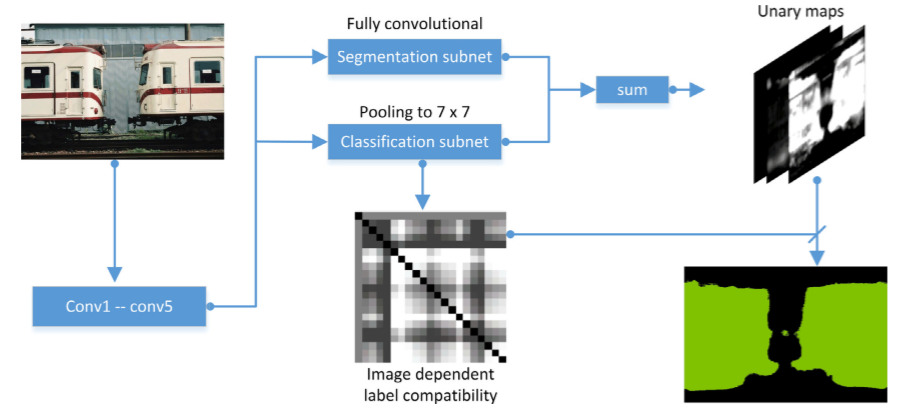 Fully convolutional
Segmentation subnet
Pooling to 7 x 7
Classification subnet
sum
Unary maps
Conv1 -- conv5
Image dependent
label compatibility